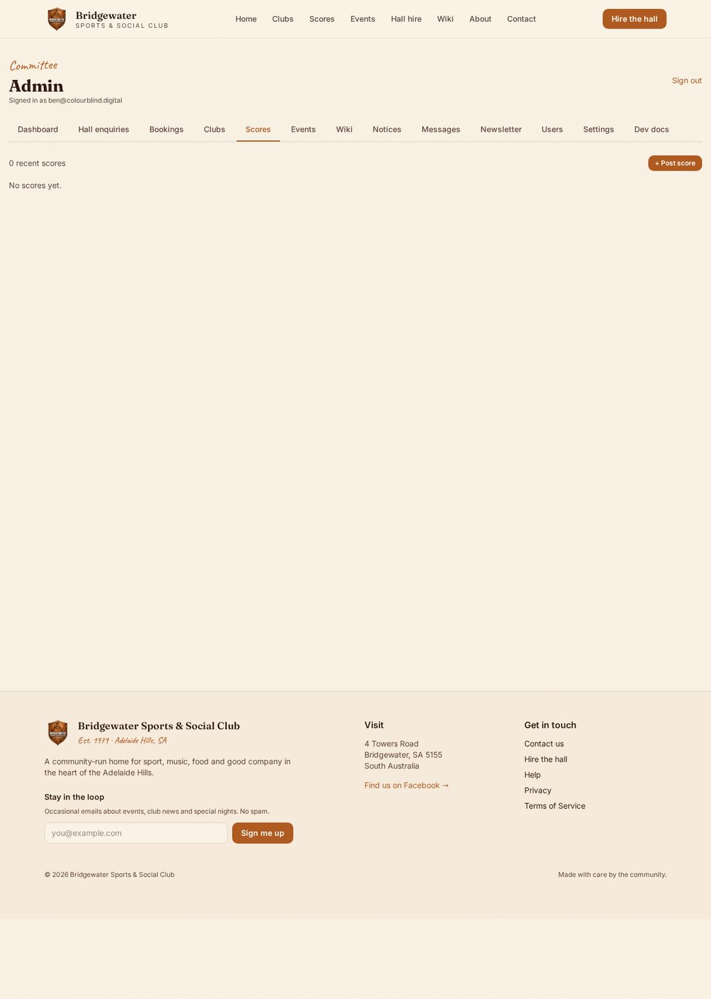 Bridgewater
SPORTS & SOCIAL CLUB
Home Clubs Scores Events Hall hire Wiki About Contact
Hire the hall
Committee
Admin
Signed in as ben@colourblind.digital
Sign out
Dashboard Hall enquiries Bookings Clubs Scores Events Wiki Notices Messages Newsletter Users Settings Dev docs
0 recent scores
+ Post score
No scores yet.
BRIDGEWATER
Bridgewater Sports & Social Club
Est. 1979 · Adelaide Hills, SA
A community-run home for sport, music, food and good company in
the heart of the Adelaide Hills.
Stay in the loop
Occasional emails about events, club news and special nights. No spam.
you@example.com
Sign me up
Visit
4 Towers Road
Bridgewater, SA 5155
South Australia
Find us on Facebook →
Get in touch
Contact us
Hire the hall
Help
Privacy
Terms of Service
© 2026 Bridgewater Sports & Social Club
Made with care by the community.